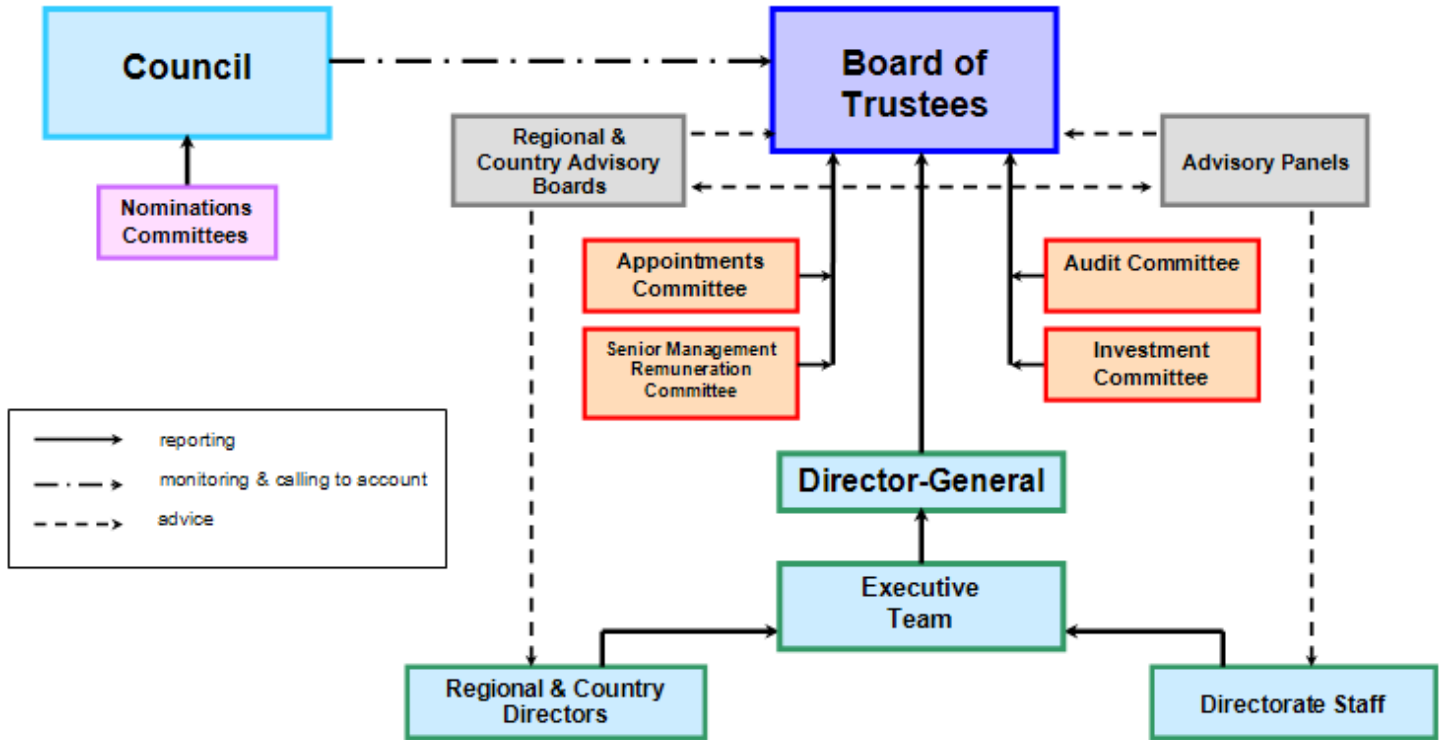 Council
Board of
Trustees
Regional &
Country Advisory
Boards
Advisory Panels
Nominations
Committees
Appointments
Committee
Audit Committee
Senior Management
Remuneration
Committee
Investment
Committee
reporting
monitoring & calling to account
advice
Director-General
Executive
Team
Regional & Country
Directors
Directorate Staff